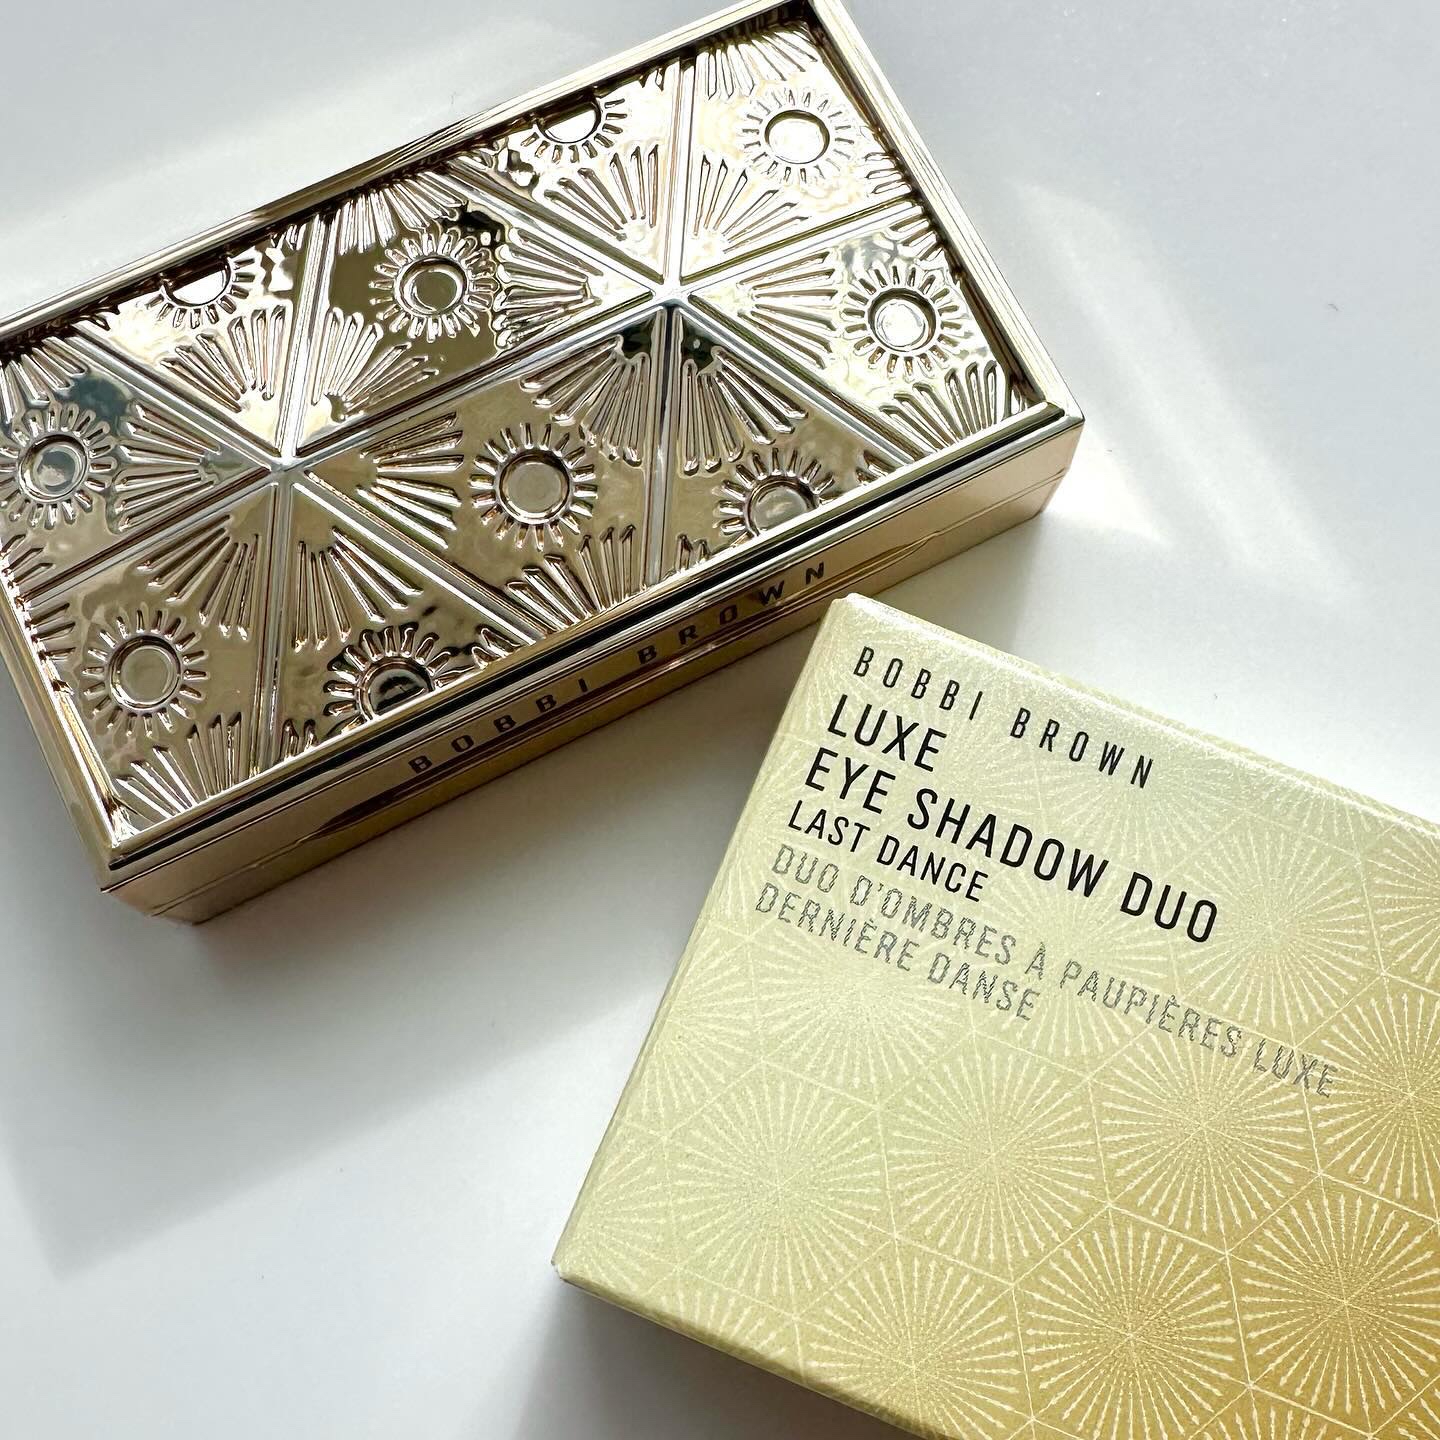 BOBBI BROWN
BOBBI BROWN
LUXE
EYE SHADOW DUO
LAST DANCE
DUO D'OMBRES À PAUPIÈRES LUXE
DERNIÈRE DANSE